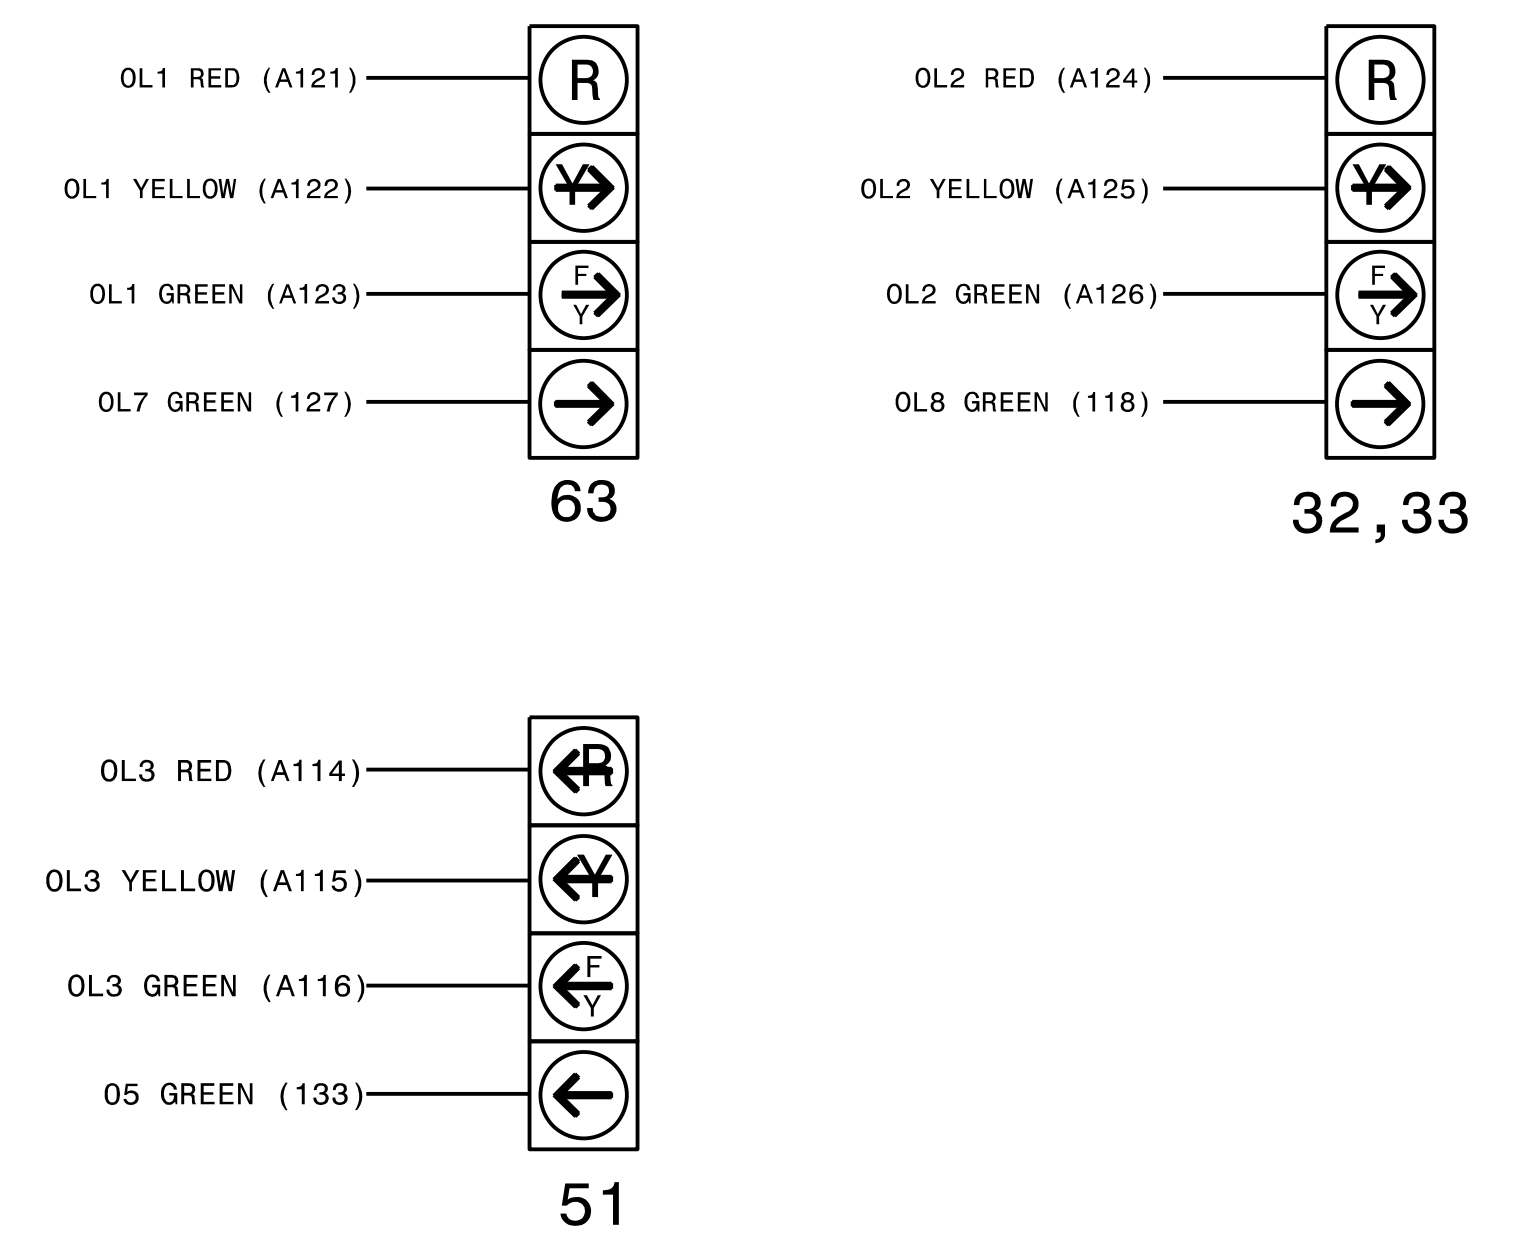 OL1 RED (A121)
R
OL1 YELLOW (A122)
Y
OL1 GREEN (A123)
F
Y
OL7 GREEN (127)
63
OL2 RED (A124)
R
OL2 YELLOW (A125)
Y
OL2 GREEN (A126)
F
Y
OL8 GREEN (118)
32,33
OL3 RED (A114)
R
OL3 YELLOW (A115)
Y
OL3 GREEN (A116)
F
Y
05 GREEN (133)
51